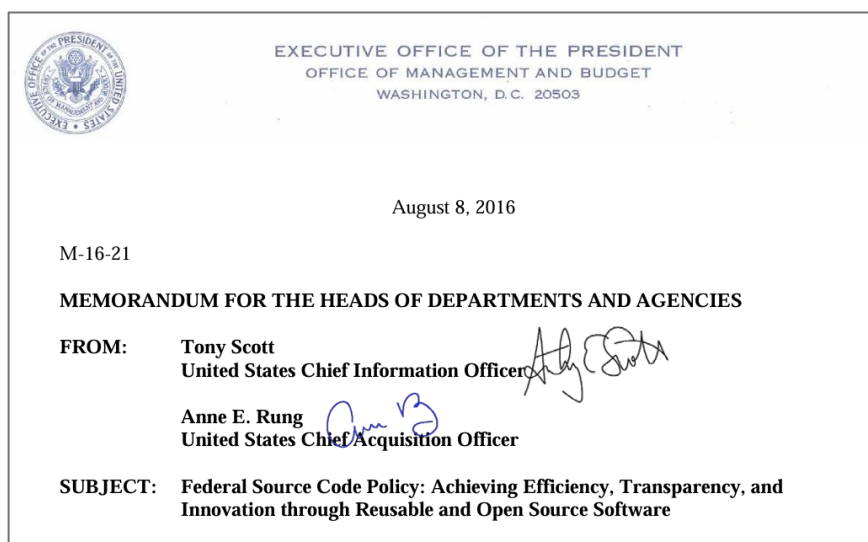 EXECUTIVE OFFICE OF THE PRESIDENT
OFFICE OF MANAGEMENT AND BUDGET
WASHINGTON, D.C. 20503
August 8, 2016
M-16-21
MEMORANDUM FOR THE HEADS OF DEPARTMENTS AND AGENCIES
FROM: Tony Scott
United States Chief Information Officer
Anne E. Rung
United States Chief Acquisition Officer
SUBJECT: Federal Source Code Policy: Achieving Efficiency, Transparency, and
Innovation through Reusable and Open Source Software